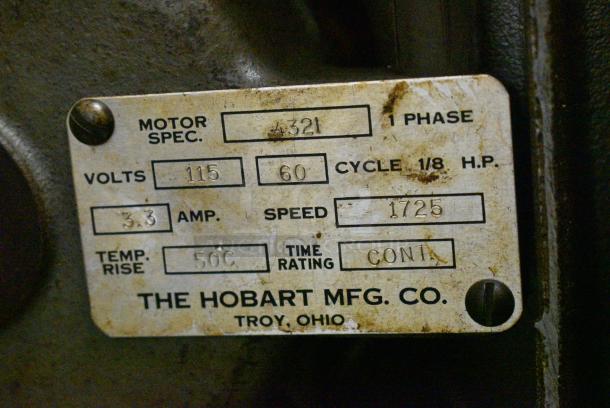 MOTOR SPEC. 4321 1 PHASE
VOLTS 115 60 CYCLE 1/8 H.P.
3.3 AMP. SPEED 1725
TEMP. RISE 50C TIME RATING CONT.
THE HOBART MFG. CO.
TROY, OHIO